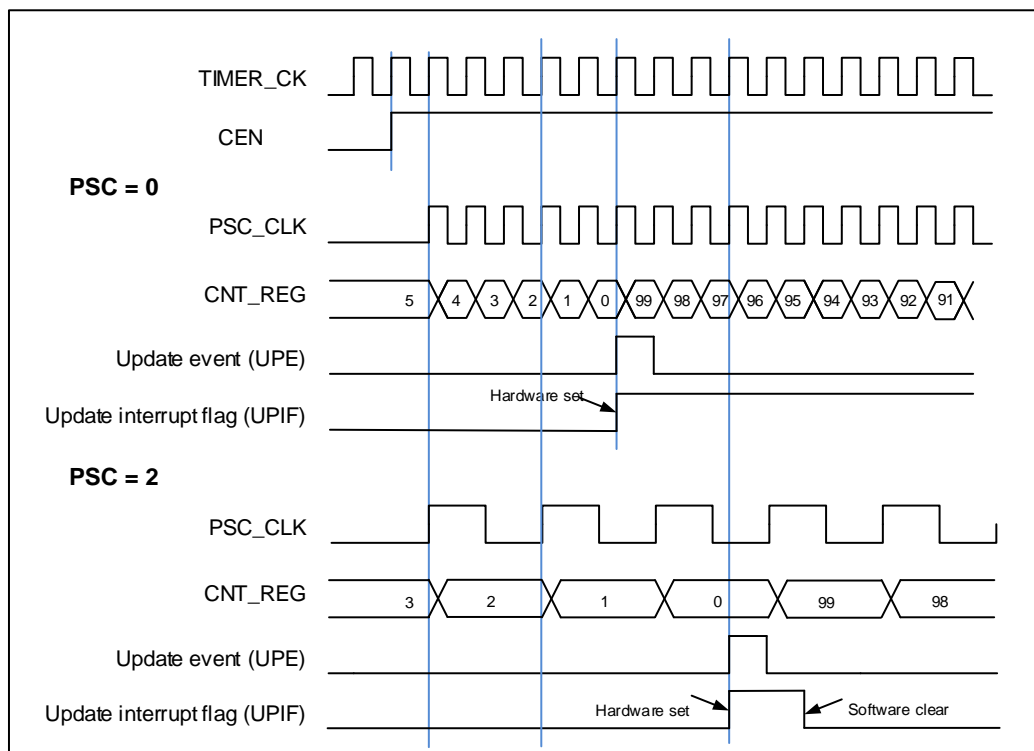 TIMER_CK
CEN
PSC = 0
PSC_CLK
CNT_REG 5 4 3 2 1 0 99 98 97 96 95 94 93 92 91
Update event (UPE)
Hardware set
Update interrupt flag (UPIF)
PSC = 2
PSC_CLK
CNT_REG 3 2 1 0 99 98
Update event (UPE)
Update interrupt flag (UPIF) Hardware set Software clear